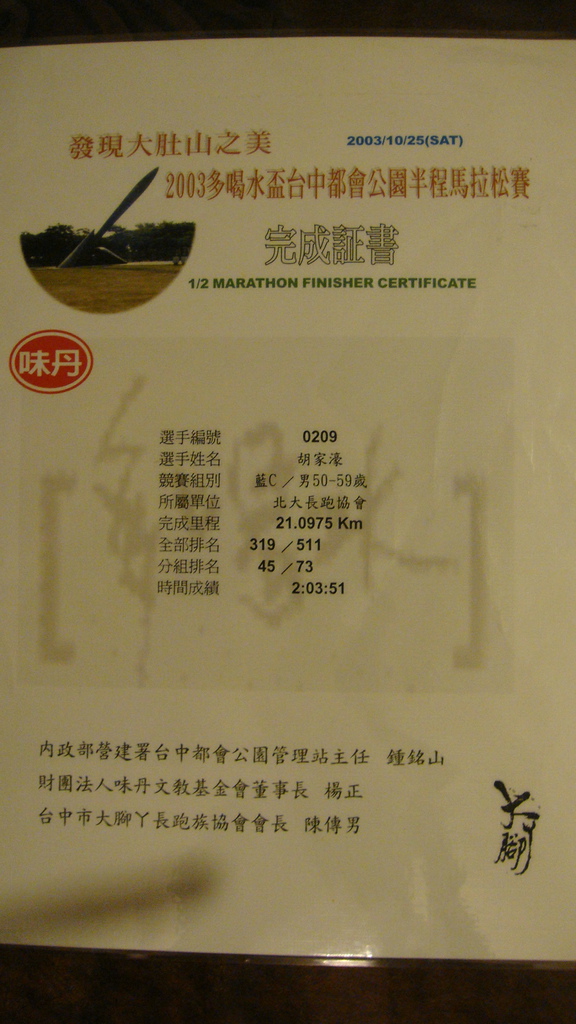 發現大肚山之美
2003/10/25(SAT)
2003多喝水盃台中都會公園半程馬拉松賽
完成証書
1/2 MARATHON FINISHER CERTIFICATE
味丹
選手編號 0209
選手姓名 胡家濠
競賽組別 藍C／男50-59歲
所屬單位 北大長跑協會
完成里程 21.0975 Km
全部排名 319 ／511
分組排名 45 ／73
時間成績 2:03:51
內政部營建署台中都會公園管理站主任 鍾銘山
財團法人味丹文教基金會董事長 楊正
台中市大腳丫長跑族協會會長 陳傳男
大腳